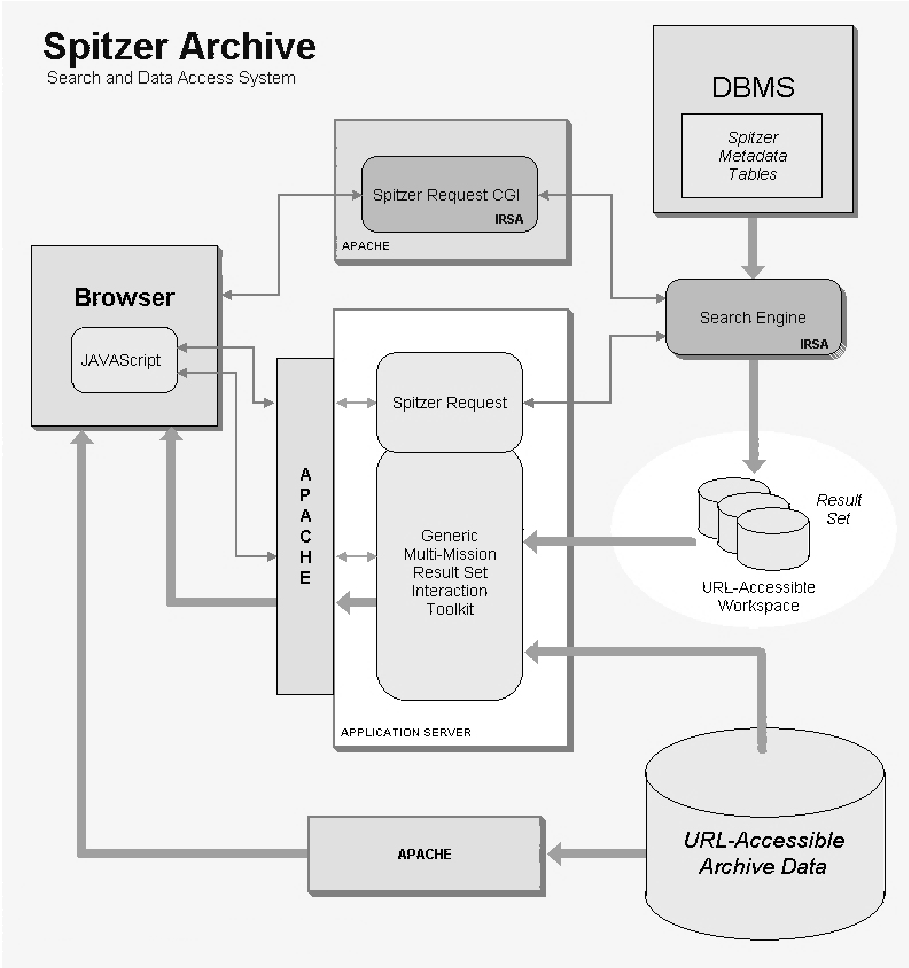 Spitzer Archive
Search and Data Access System
DBMS
Spitzer
Metadata
Tables
Spitzer Request CGI
IRSA
APACHE
Browser
JAVAScript
Search Engine
IRSA
Spitzer Request
A
P
A
C
H
E
Generic
Multi-Mission
Result Set
Interaction
Toolkit
Result
Set
URL-Accessible
Workspace
APPLICATION SERVER
APACHE
URL-Accessible
Archive Data